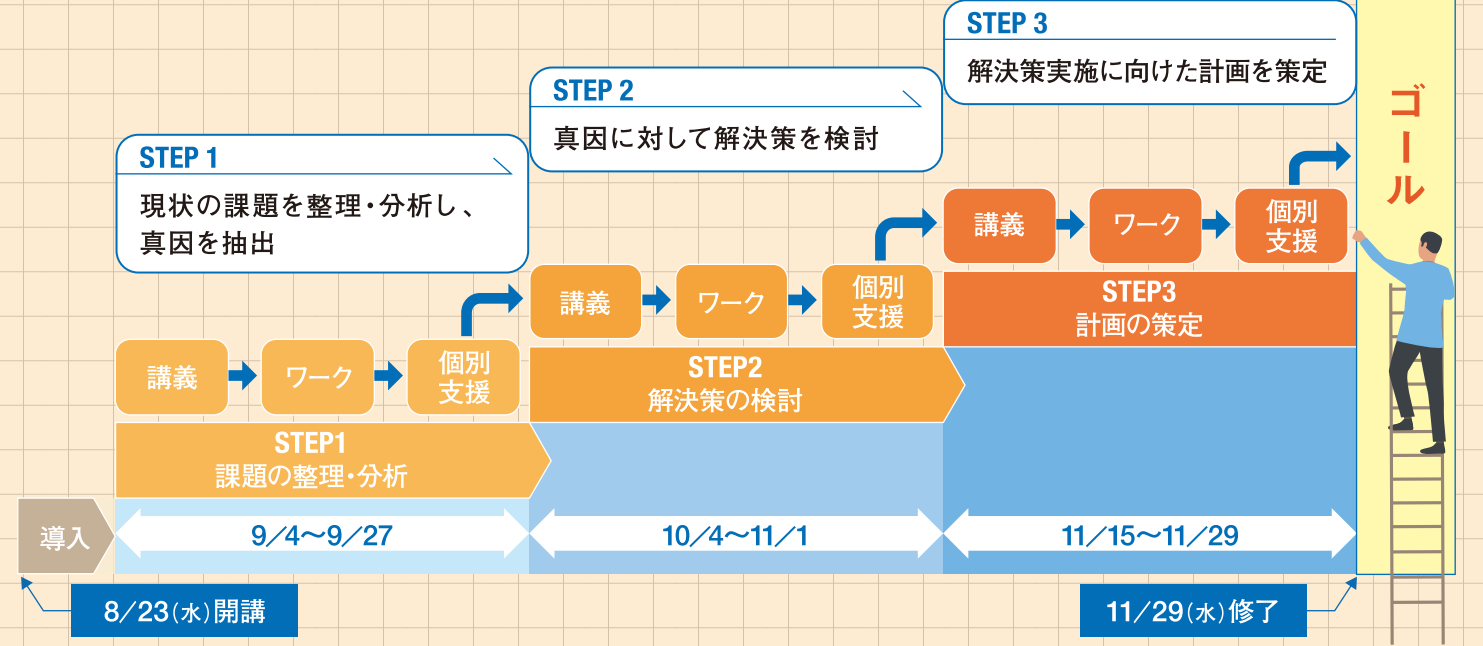 STEP 3
解決策実施に向けた計画を策定
STEP 2
真因に対して解決策を検討
STEP 1
現状の課題を整理・分析し、
真因を抽出
ゴール
講義
ワーク
個別
支援
STEP3
計画の策定
講義
ワーク
個別
支援
STEP2
解決策の検討
講義
ワーク
個別
支援
STEP1
課題の整理・分析
導入
9/4～9/27
10/4～11/1
11/15～11/29
8/23(水)開講
11/29(水)修了